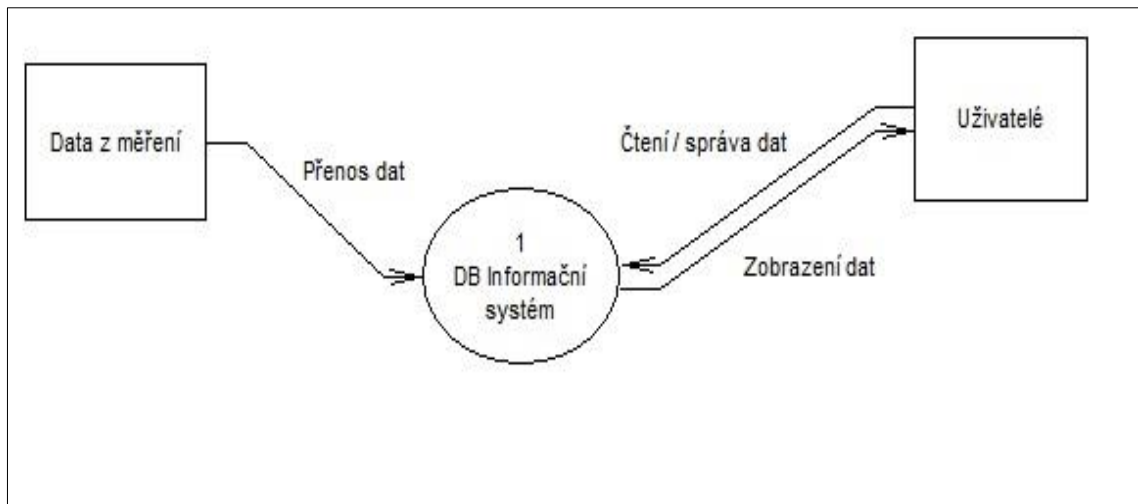 Data z měření
Přenos dat
1
DB Informační
systém
Čtení / správa dat
Zobrazení dat
Uživatelé